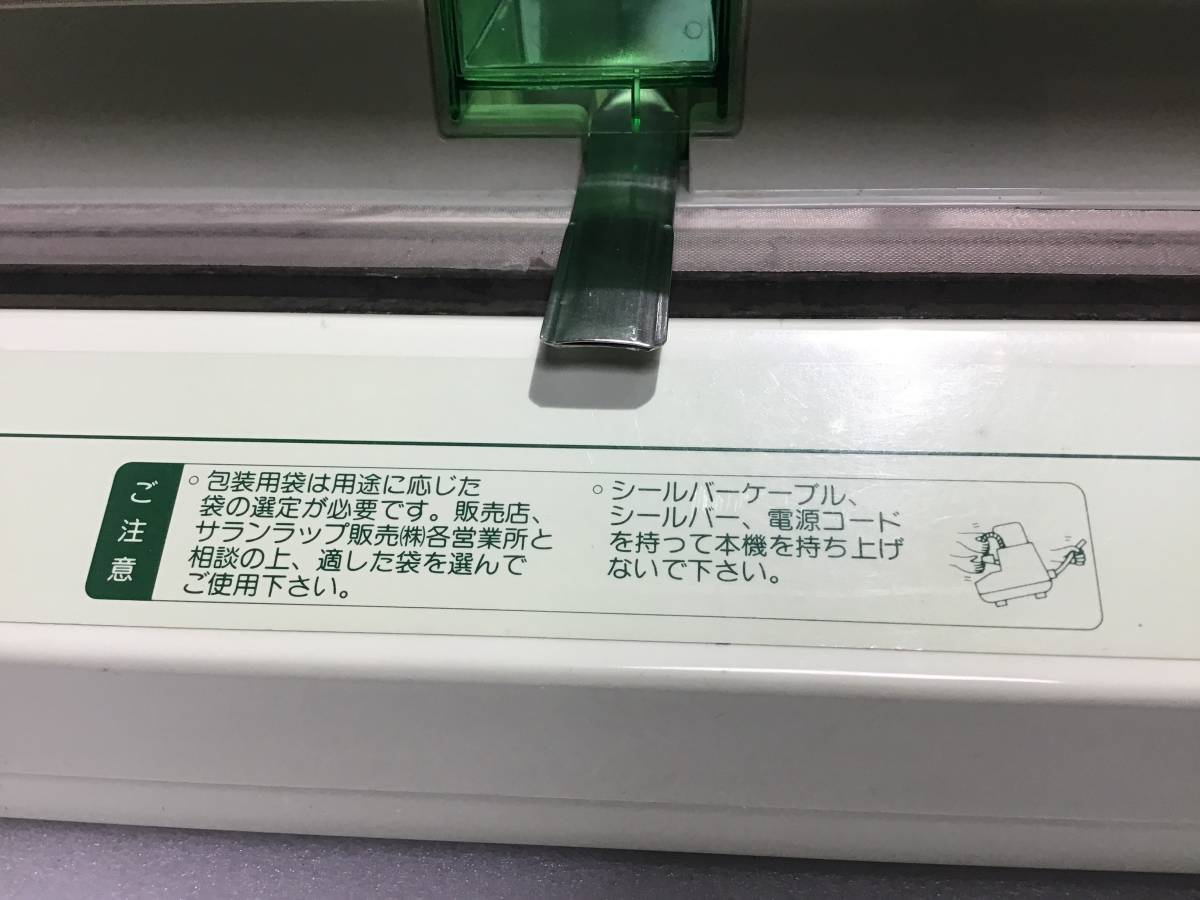 ご注意
○ 包装用袋は用途に応じた
袋の選定が必要です。販売店、
サランラップ販売㈱各営業所と
相談の上、適した袋を選んで
ご使用下さい。
○ シールバーケーブル、
シールバー、電源コード
を持って本機を持ち上げ
ないで下さい。